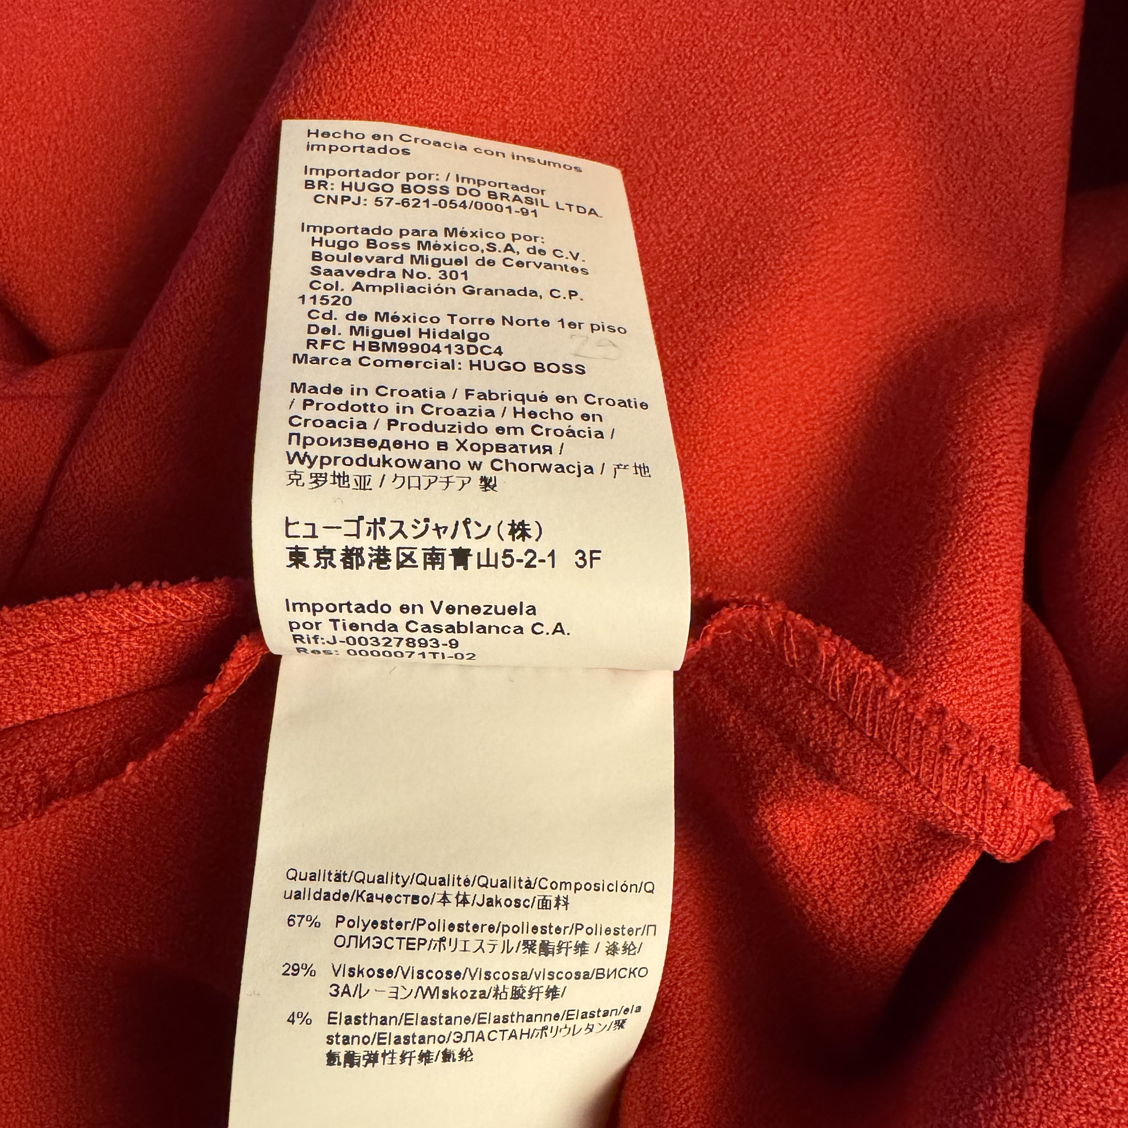 Hecho en Croacia con insumos
importados
Importador por: / Importador
BR: HUGO BOSS DO BRASIL LTDA.
CNPJ: 57-621-054/0001-91
Importado para México por:
Hugo Boss México,S.A, de C.V.
Boulevard Miguel de Cervantes
Saavedra No. 301
Col. Ampliación Granada, C.P.
11520
Cd. de México Torre Norte 1er piso
Del. Miguel Hidalgo
RFC HBM990413DC4
Marca Comercial: HUGO BOSS
Made in Croatia / Fabriqué en Croatie
/ Prodotto in Croazia / Hecho en
Croacia / Produzido em Croácia /
Произведено в Хорватия /
Wyprodukowano w Chorwacja / 产地
克罗地亚 / クロアチア 製
ヒューゴボスジャパン(株)
東京都港区南青山5-2-1 3F
Importado en Venezuela
por Tienda Casablanca C.A.
Rif:J-00327893-9
Res: 0000071TI-02
Qualität/Quality/Qualité/Qualità/Composición/Q
ualidade/Качество/本体/Jakosc/面料
67% Polyester/Poliestere/poliester/Poliester/П
ОЛИЭСТЕР/ポリエステル/聚酯纤维 / 涤纶/
29% Viskose/Viscose/Viscosa/viscosa/ВИСКО
ЗА/レーヨン/Wiskoza/粘胶纤维/
4% Elasthan/Elastane/Elasthanne/Elastan/ela
stano/Elastano/ЭЛАСТАН/ポリウレタン/聚
氨酯弹性纤维/氨纶